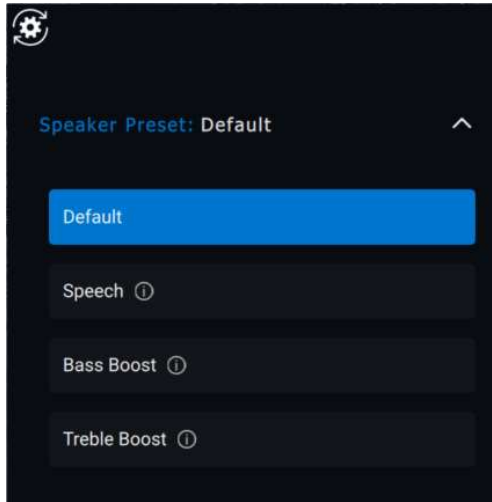 Speaker Preset: Default
Default
Speech
Bass Boost
Treble Boost